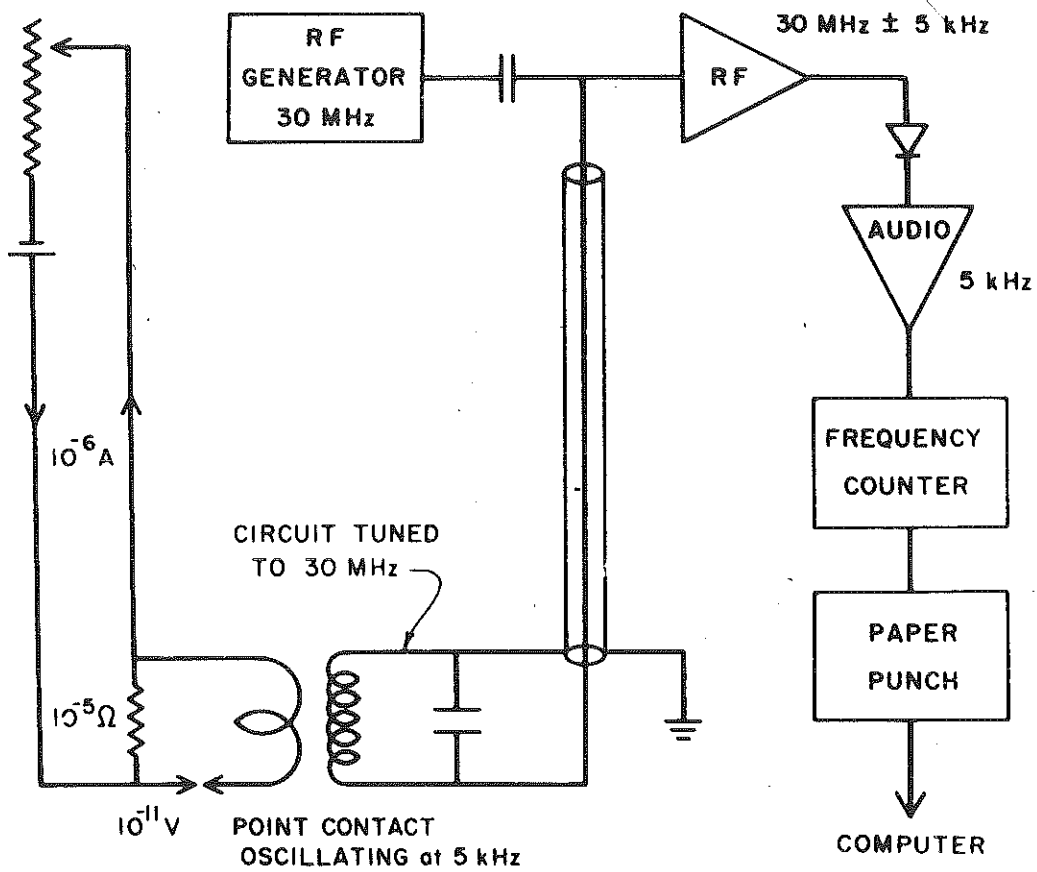 RF
GENERATOR
30 MHz
30 MHz ± 5 kHz
RF
AUDIO
5 kHz
10⁻⁶A
FREQUENCY
COUNTER
CIRCUIT TUNED
TO 30 MHz
PAPER
PUNCH
10⁻⁵Ω
10⁻¹¹V
POINT CONTACT
OSCILLATING at 5 kHz
COMPUTER